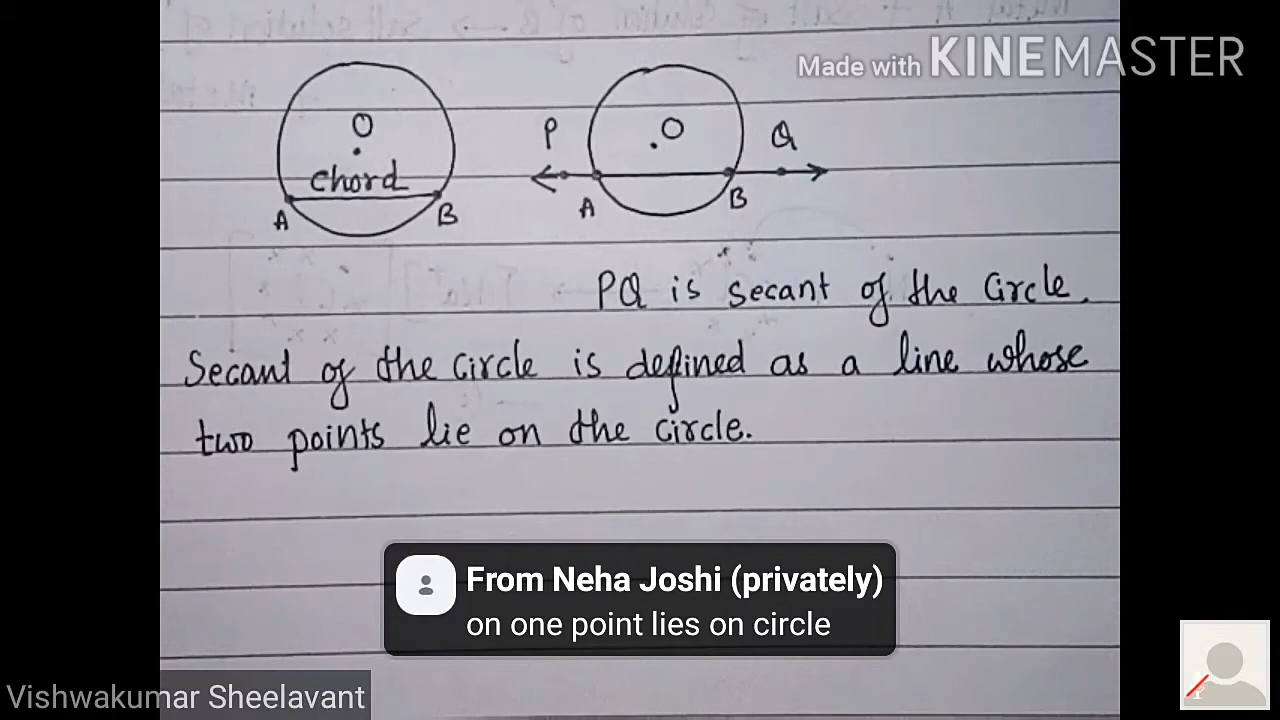 Made with KINEMASTER
O
chord
A
B
P
O
Q
A
B
PQ is secant of the Circle.
Secant of the circle is defined as a line whose
two points lie on the circle.
From Neha Joshi (privately)
on one point lies on circle
Vishwakumar Sheelavant